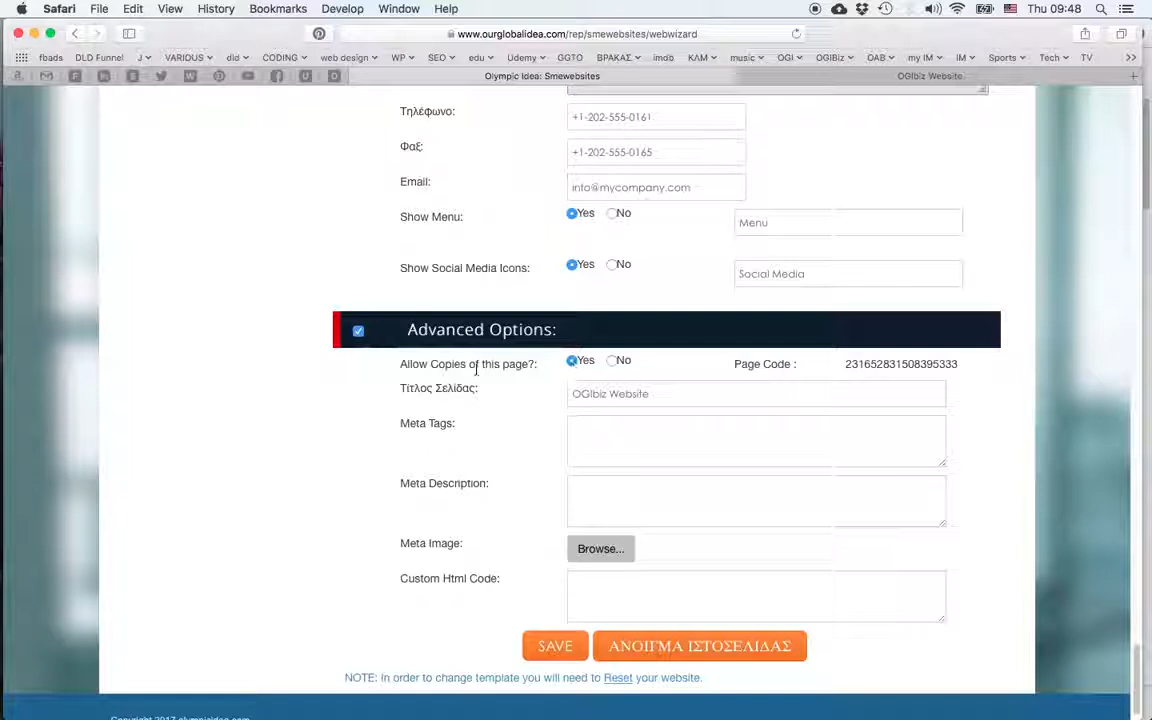 Safari File Edit View History Bookmarks Develop Window Help Thu 09:48
www.ourglobalidea.com/rep/smewebsites/webwizard
fbads DLD Funnel J VARIOUS dld CODING web design WP SEO edu Udemy GGTO ΒΡΑΚΑΣ imdb ΚΛΜ music OGI OGIBiz OAB my IM IM Sports Tech TV
Olympic Idea: Smewebsites OGIbiz Website
Τηλέφωνο: +1-202-555-0161
Φαξ: +1-202-555-0165
Email: info@mycompany.com
Show Menu: Yes No Menu
Show Social Media Icons: Yes No Social Media
Advanced Options:
Allow Copies of this page?: Yes No Page Code : 231652831508395333
Τίτλος Σελίδας: OGIbiz Website
Meta Tags:
Meta Description:
Meta Image: Browse...
Custom Html Code:
SAVE ΑΝΟΙΓΜΑ ΙΣΤΟΣΕΛΙΔΑΣ
NOTE: In order to change template you will need to Reset your website.
Copyright 2017 olympicidea.com